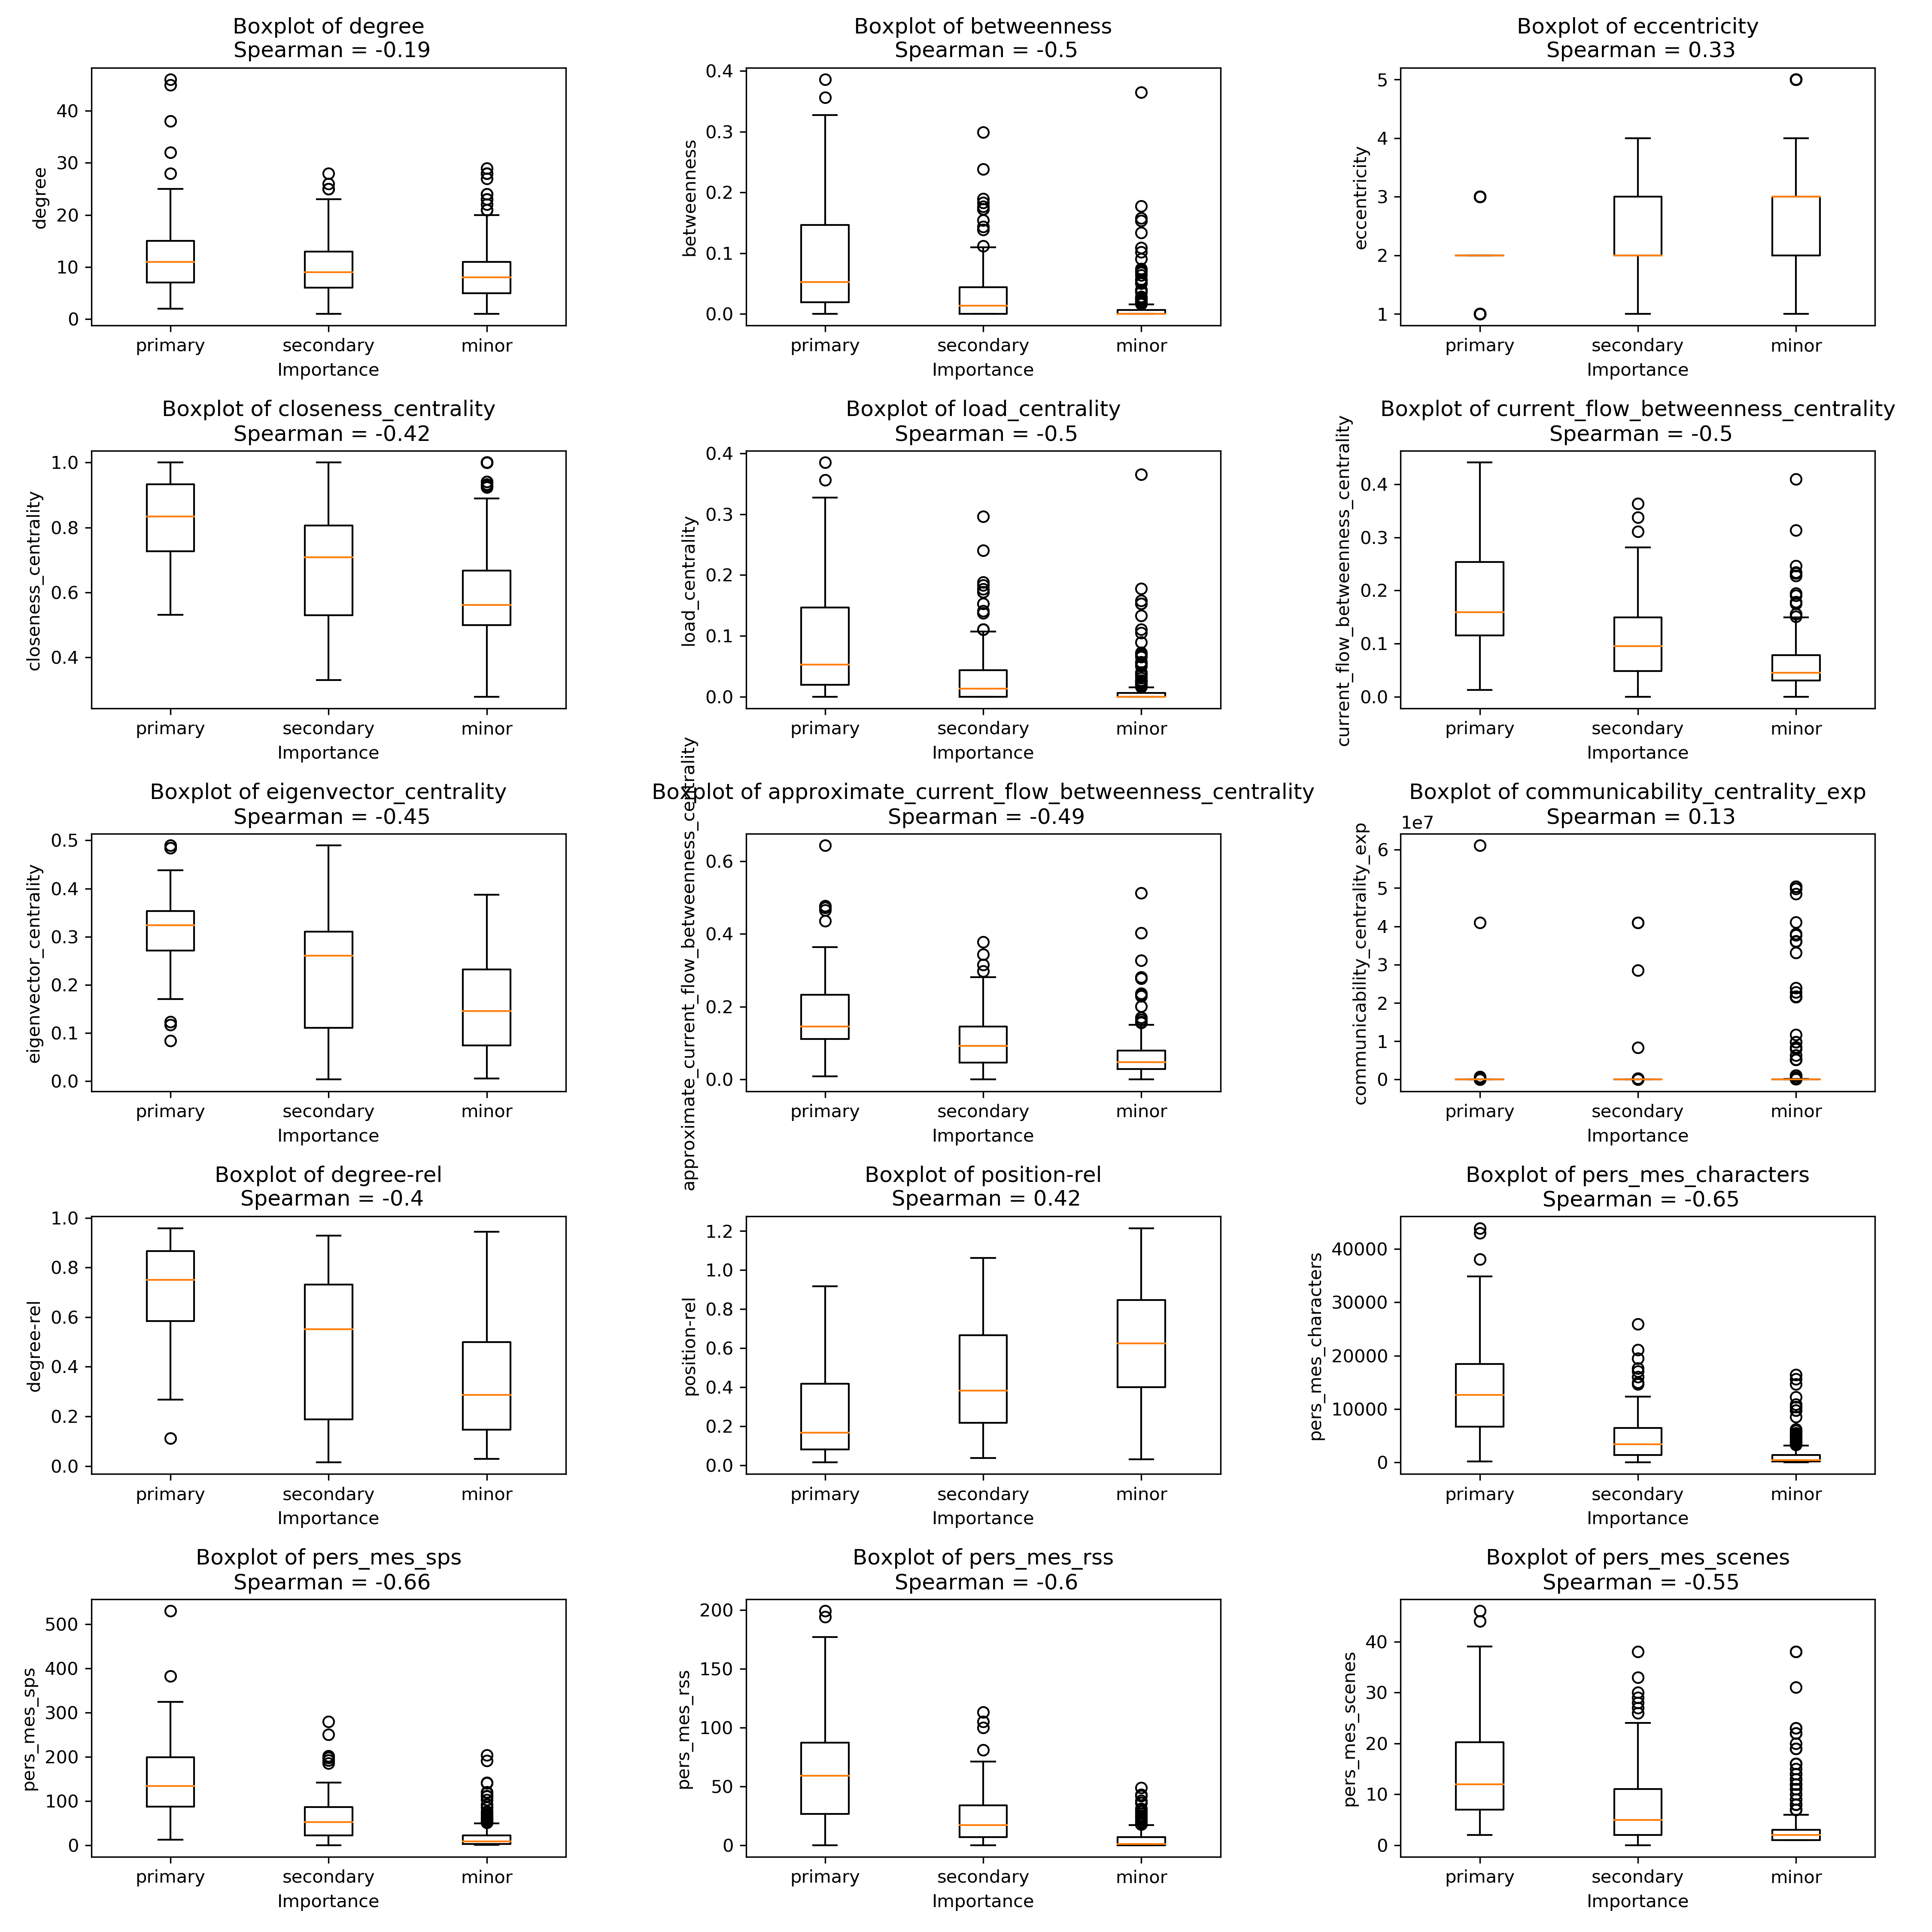 Boxplot of degree
Spearman = -0.19
degree
40
30
20
10
0
primary secondary minor
Importance
Boxplot of betweenness
Spearman = -0.5
betweenness
0.4
0.3
0.2
0.1
0.0
primary secondary minor
Importance
Boxplot of eccentricity
Spearman = 0.33
eccentricity
5
4
3
2
1
primary secondary minor
Importance
Boxplot of closeness_centrality
Spearman = -0.42
closeness_centrality
1.0
0.8
0.6
0.4
primary secondary minor
Importance
Boxplot of load_centrality
Spearman = -0.5
load_centrality
0.4
0.3
0.2
0.1
0.0
primary secondary minor
Importance
Boxplot of current_flow_betweenness_centrality
Spearman = -0.5
current_flow_betweenness_centrality
0.4
0.3
0.2
0.1
0.0
primary secondary minor
Importance
Boxplot of eigenvector_centrality
Spearman = -0.45
eigenvector_centrality
0.5
0.4
0.3
0.2
0.1
0.0
primary secondary minor
Importance
Boxplot of approximate_current_flow_betweenness_centrality
Spearman = -0.49
approximate_current_flow_betweenness_centrality
0.6
0.4
0.2
0.0
primary secondary minor
Importance
Boxplot of communicability_centrality_exp
Spearman = 0.13
communicability_centrality_exp
1e7
6
5
4
3
2
1
0
primary secondary minor
Importance
Boxplot of degree-rel
Spearman = -0.4
degree-rel
1.0
0.8
0.6
0.4
0.2
0.0
primary secondary minor
Importance
Boxplot of position-rel
Spearman = 0.42
position-rel
1.2
1.0
0.8
0.6
0.4
0.2
0.0
primary secondary minor
Importance
Boxplot of pers_mes_characters
Spearman = -0.65
pers_mes_characters
40000
30000
20000
10000
0
primary secondary minor
Importance
Boxplot of pers_mes_sps
Spearman = -0.66
pers_mes_sps
500
400
300
200
100
0
primary secondary minor
Importance
Boxplot of pers_mes_rss
Spearman = -0.6
pers_mes_rss
200
150
100
50
0
primary secondary minor
Importance
Boxplot of pers_mes_scenes
Spearman = -0.55
pers_mes_scenes
40
30
20
10
0
primary secondary minor
Importance